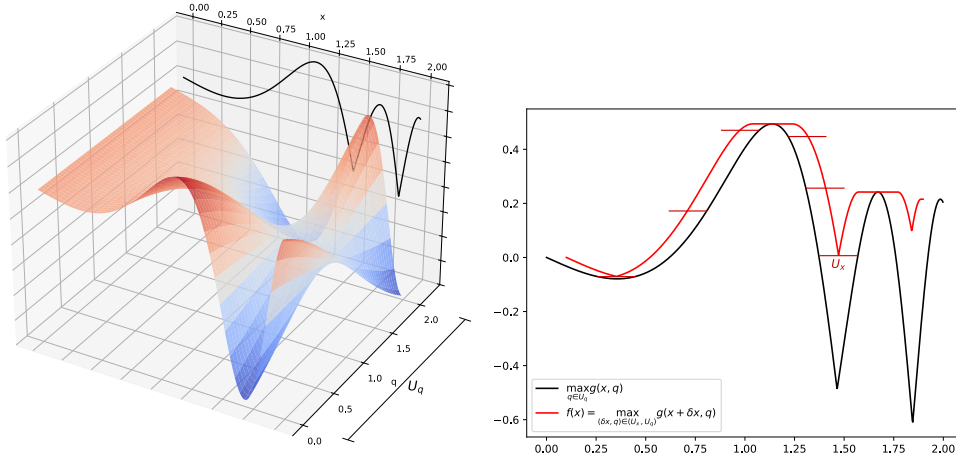 x
0.00 0.25 0.50 0.75 1.00 1.25 1.50 1.75 2.00
2.0
1.5
1.0
0.5
0.0
q
U_q
0.4
0.2
0.0
−0.2
−0.4
−0.6
U_x
max g(x, q)
q∈U_q
f(x) = max g(x + δx, q)
(δx, q)∈(U_x, U_q)
0.00 0.25 0.50 0.75 1.00 1.25 1.50 1.75 2.00